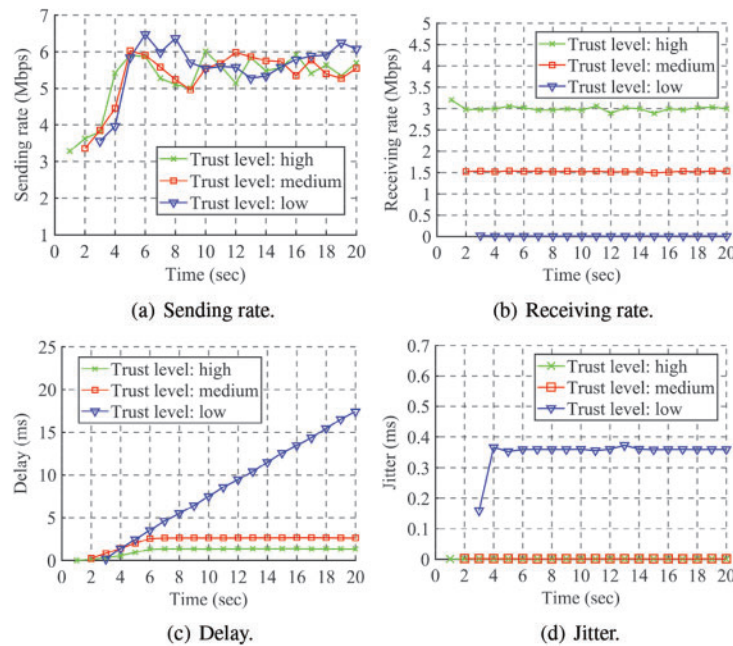 7
6
5
4
3
2
1
Sending rate (Mbps)
Trust level: high
Trust level: medium
Trust level: low
0 2 4 6 8 10 12 14 16 18 20
Time (sec)
(a) Sending rate.
5
4.5
4
3.5
3
2.5
2
1.5
1
0.5
0
Receiving rate (Mbps)
Trust level: high
Trust level: medium
Trust level: low
0 2 4 6 8 10 12 14 16 18 20
Time (sec)
(b) Receiving rate.
25
20
15
10
5
0
Delay (ms)
Trust level: high
Trust level: medium
Trust level: low
0 2 4 6 8 10 12 14 16 18 20
Time (sec)
(c) Delay.
0.7
0.6
0.5
0.4
0.3
0.2
0.1
0
Jitter (ms)
Trust level: high
Trust level: medium
Trust level: low
0 2 4 6 8 10 12 14 16 18 20
Time (sec)
(d) Jitter.